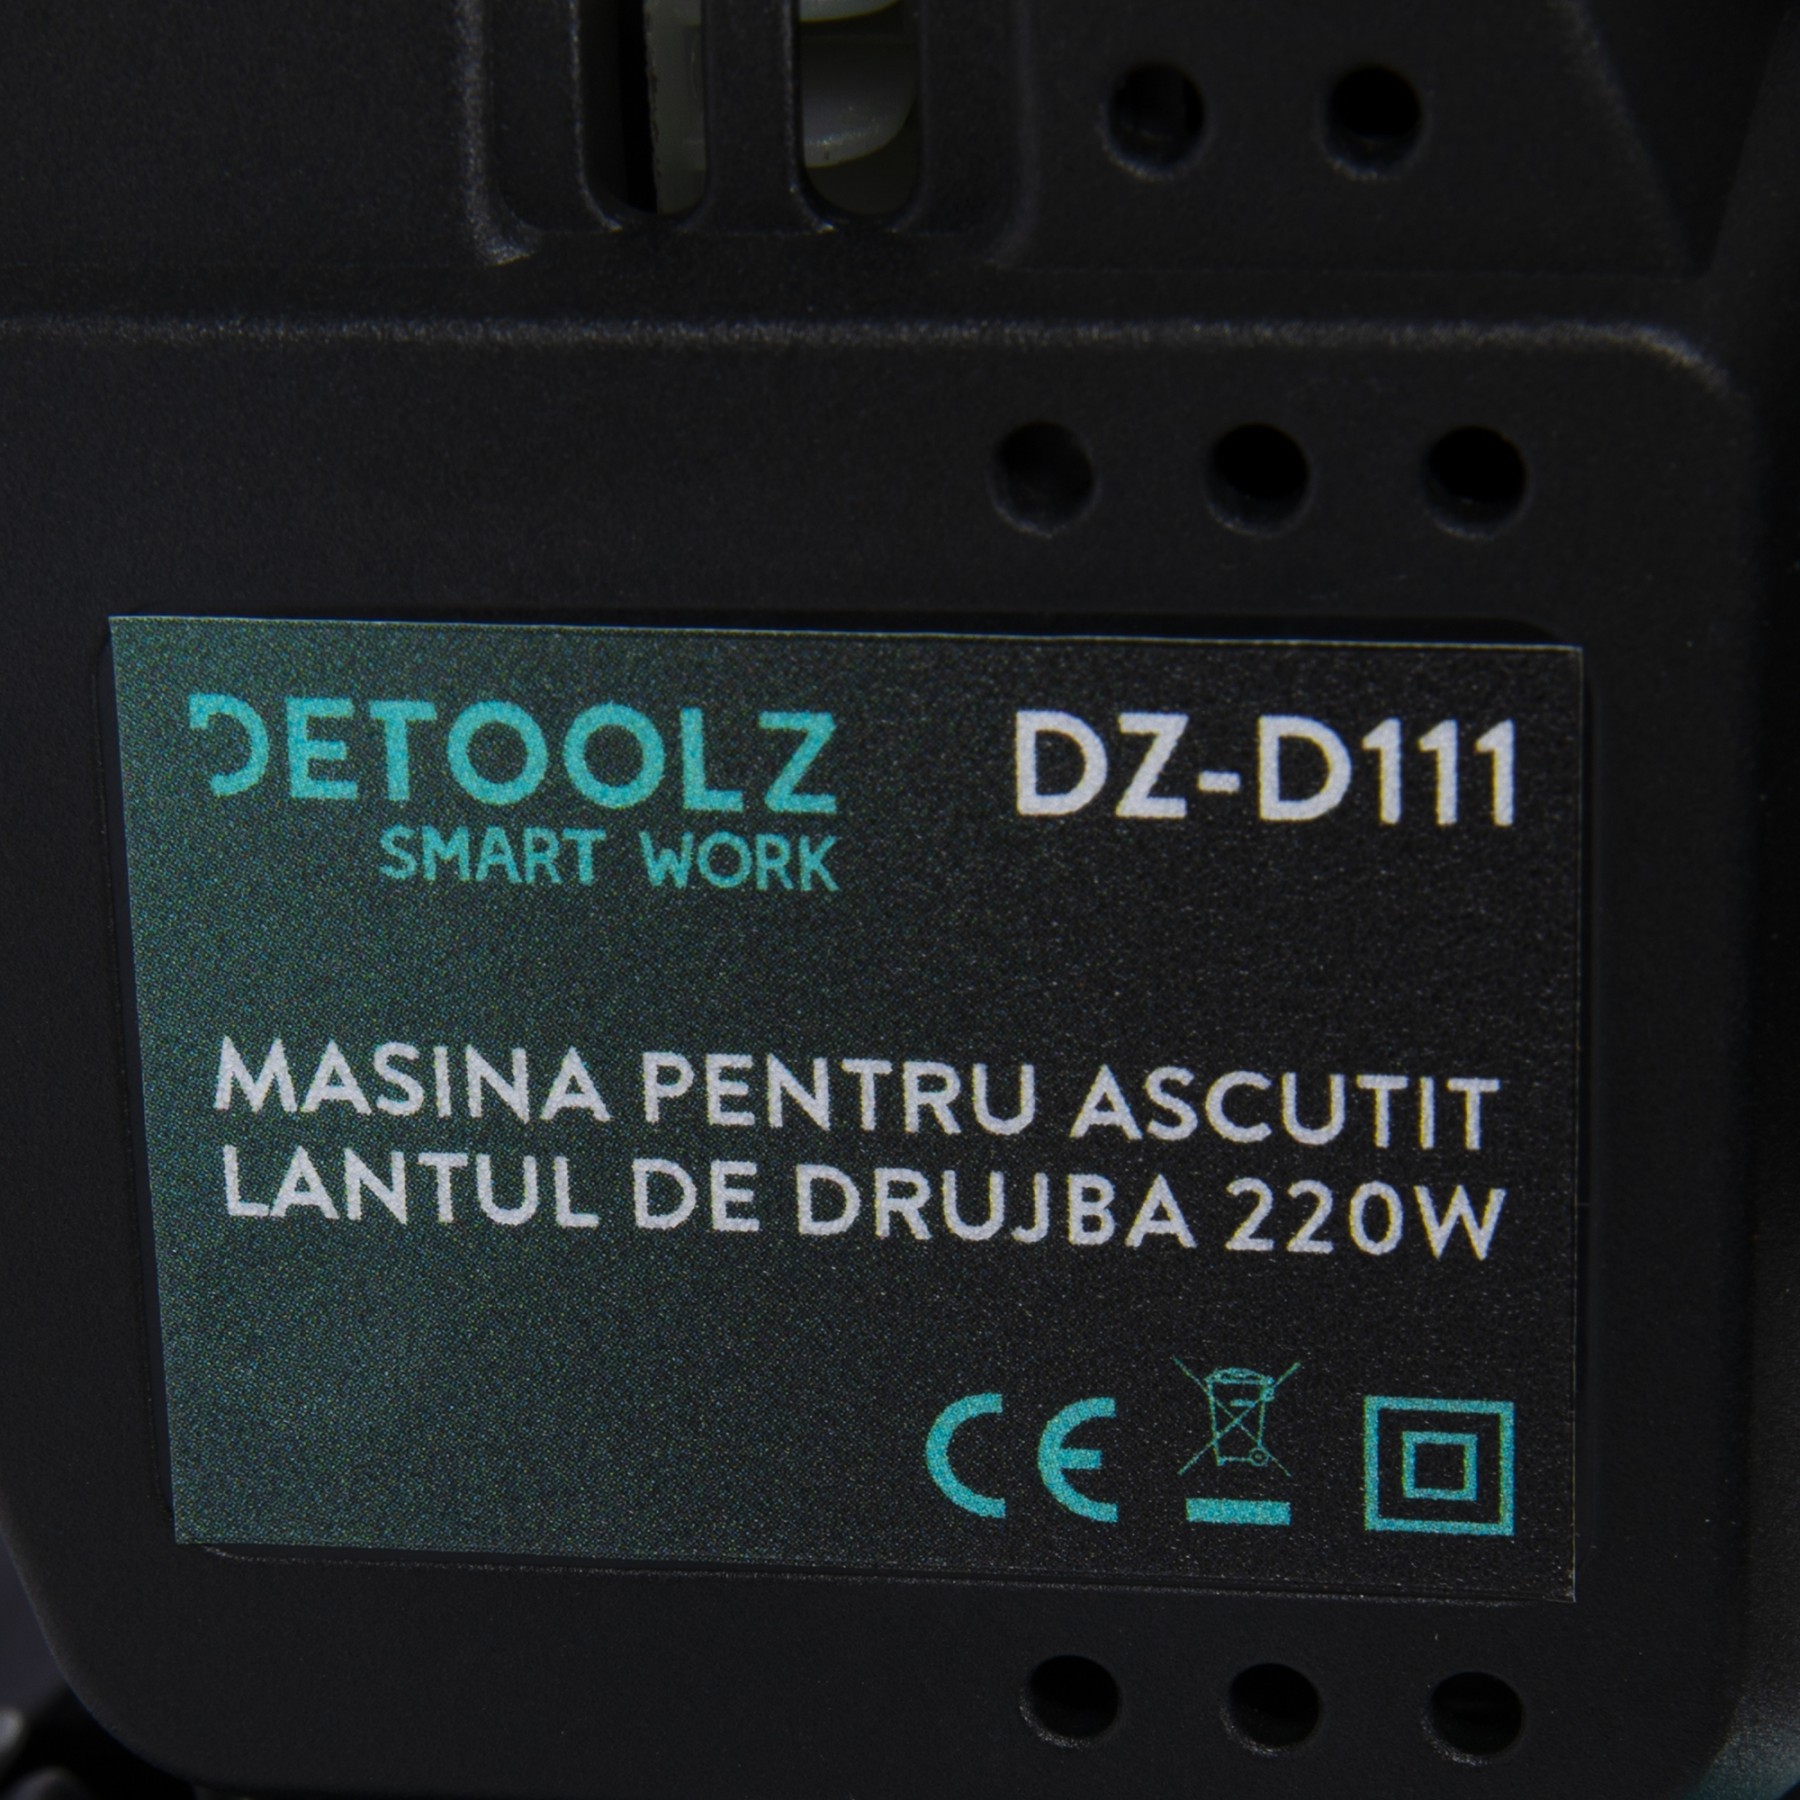 DETOOLZ
SMART WORK
DZ-D111
MASINA PENTRU ASCUTIT
LANTUL DE DRUJBA 220W
CE